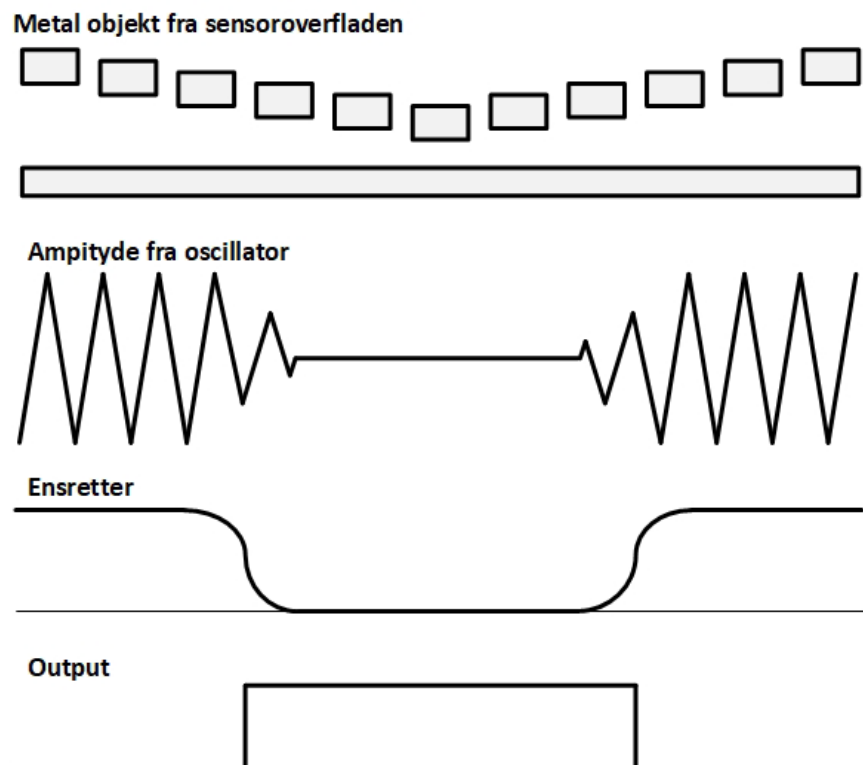 Metal objekt fra sensoroverfladen
Ampityde fra oscillator
Ensretter
Output